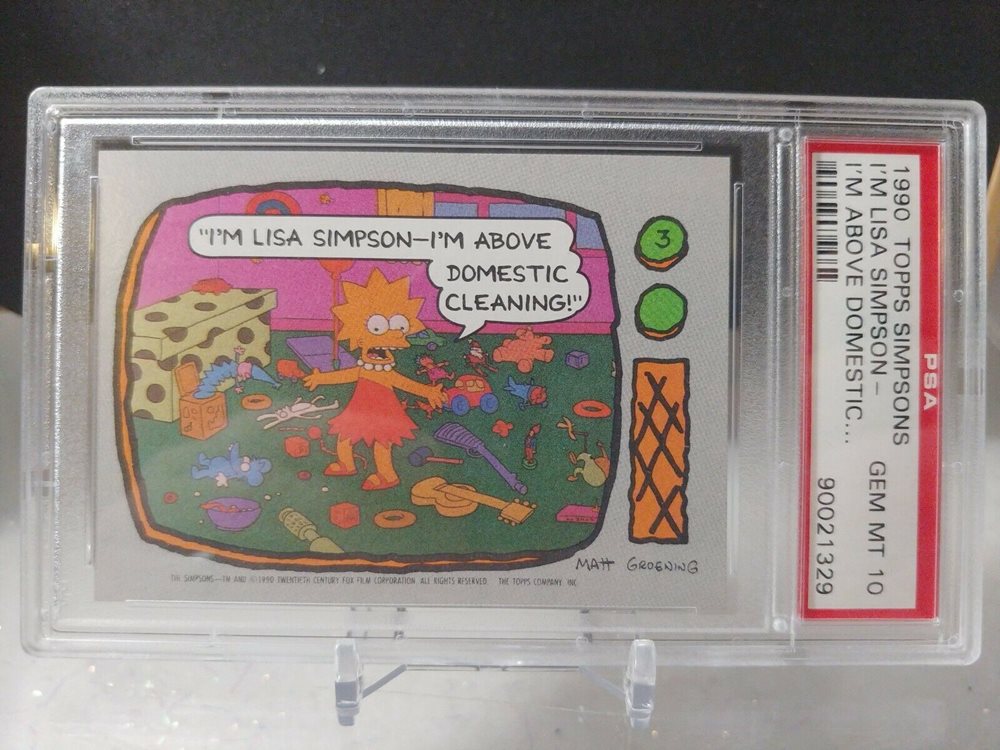 "I'M LISA SIMPSON—I'M ABOVE
DOMESTIC
CLEANING!"
3
MATT GROENING
THE SIMPSONS—TM AND ©1990 TWENTIETH CENTURY FOX FILM CORPORATION. ALL RIGHTS RESERVED. THE TOPPS COMPANY, INC.
1990 TOPPS SIMPSONS
I'M LISA SIMPSON- GEM MT 10
I'M ABOVE DOMESTIC... 90021329
PSA